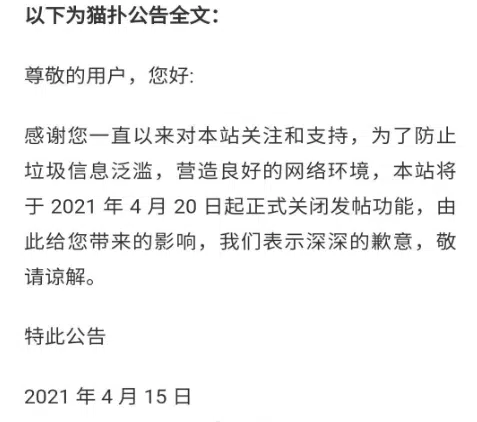 以下为猫扑公告全文：
尊敬的用户，您好:
感谢您一直以来对本站关注和支持，为了防止
垃圾信息泛滥，营造良好的网络环境，本站将
于 2021 年 4 月 20 日起正式关闭发帖功能，由
此给您带来的影响，我们表示深深的歉意，敬
请谅解。
特此公告
2021 年 4 月 15 日